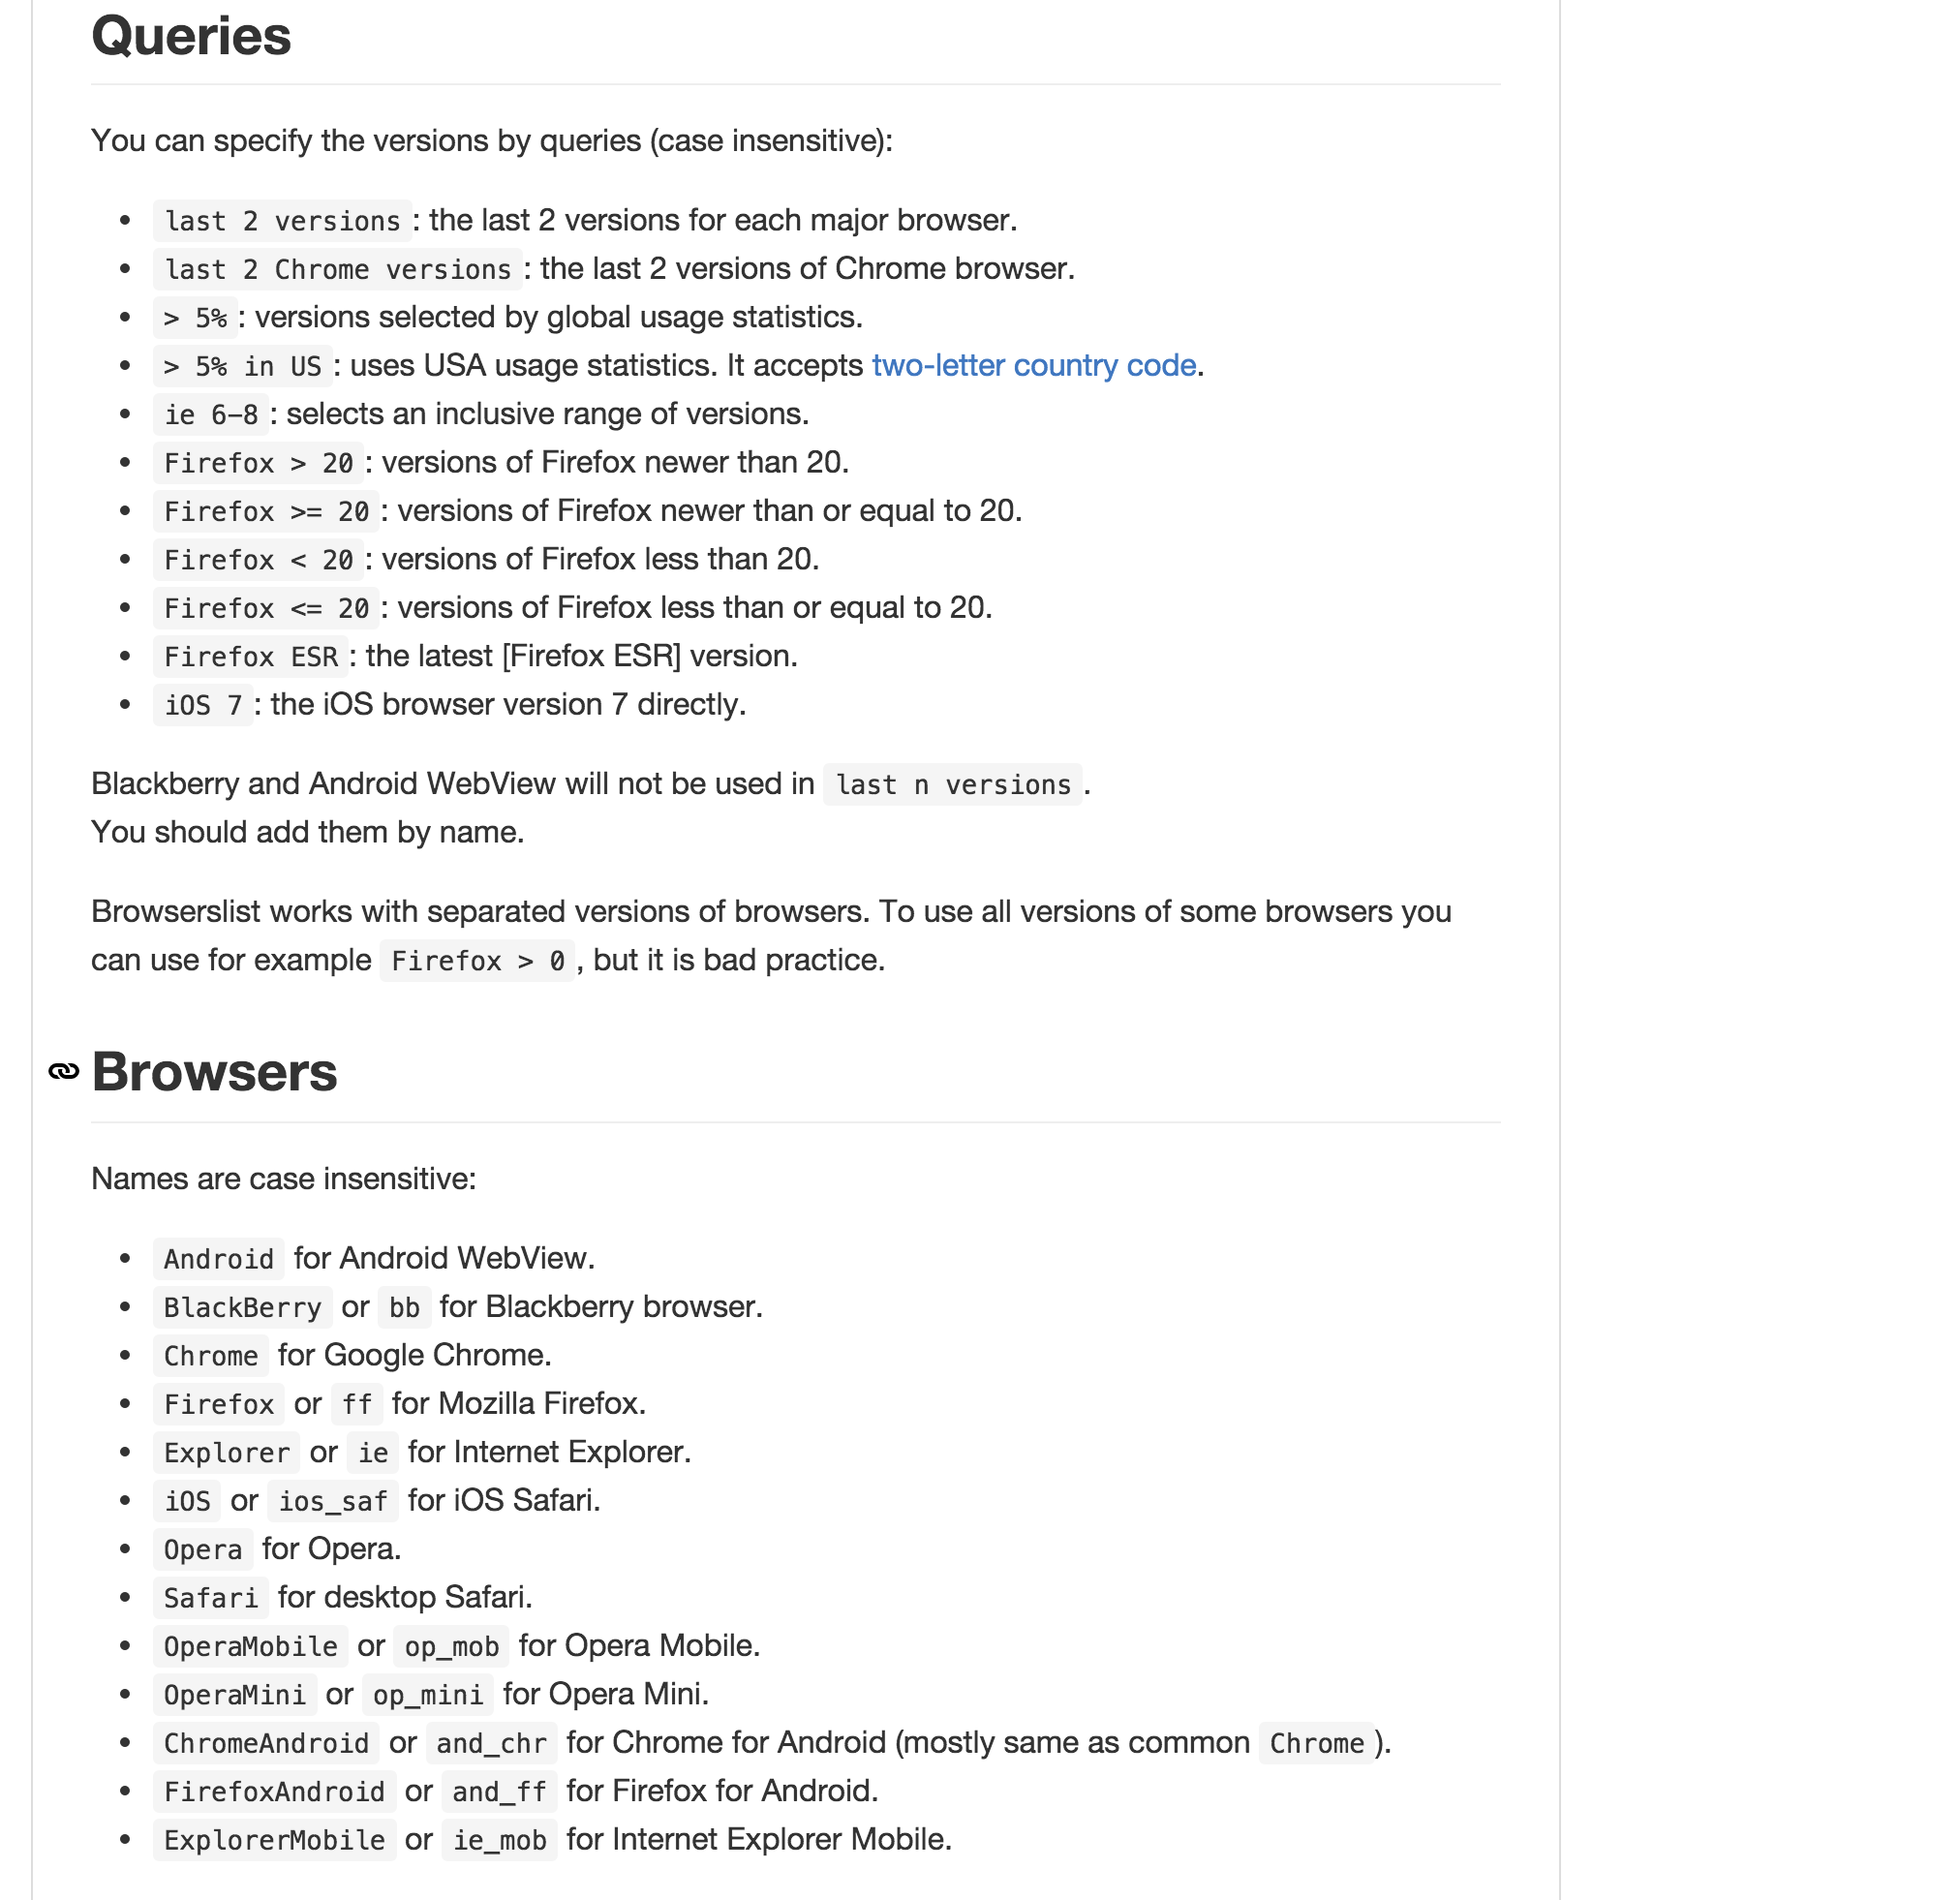 Queries
You can specify the versions by queries (case insensitive):
• last 2 versions : the last 2 versions for each major browser.
• last 2 Chrome versions : the last 2 versions of Chrome browser.
• > 5% : versions selected by global usage statistics.
• > 5% in US : uses USA usage statistics. It accepts two-letter country code.
• ie 6–8 : selects an inclusive range of versions.
• Firefox > 20 : versions of Firefox newer than 20.
• Firefox >= 20 : versions of Firefox newer than or equal to 20.
• Firefox < 20 : versions of Firefox less than 20.
• Firefox <= 20 : versions of Firefox less than or equal to 20.
• Firefox ESR : the latest [Firefox ESR] version.
• iOS 7 : the iOS browser version 7 directly.
Blackberry and Android WebView will not be used in last n versions .
You should add them by name.
Browserslist works with separated versions of browsers. To use all versions of some browsers you
can use for example Firefox > 0 , but it is bad practice.
Browsers
Names are case insensitive:
• Android for Android WebView.
• BlackBerry or bb for Blackberry browser.
• Chrome for Google Chrome.
• Firefox or ff for Mozilla Firefox.
• Explorer or ie for Internet Explorer.
• iOS or ios_saf for iOS Safari.
• Opera for Opera.
• Safari for desktop Safari.
• OperaMobile or op_mob for Opera Mobile.
• OperaMini or op_mini for Opera Mini.
• ChromeAndroid or and_chr for Chrome for Android (mostly same as common Chrome ).
• FirefoxAndroid or and_ff for Firefox for Android.
• ExplorerMobile or ie_mob for Internet Explorer Mobile.